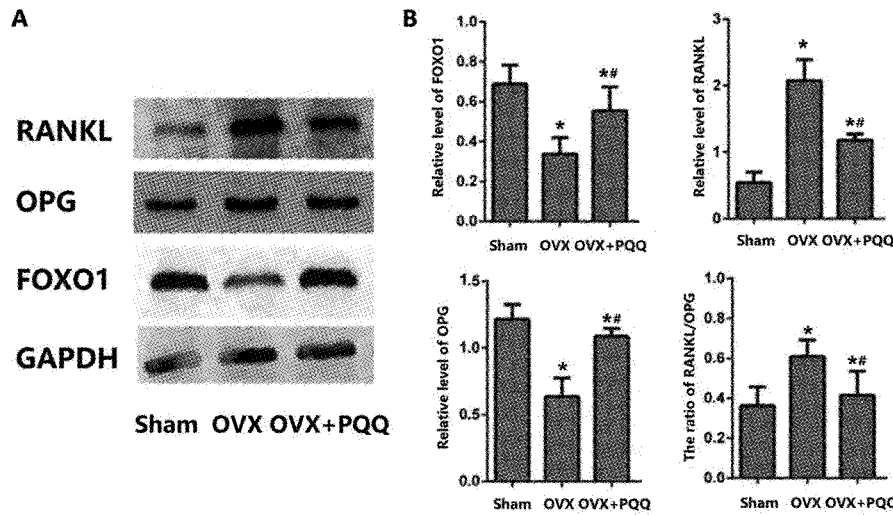 A
RANKL
OPG
FOXO1
GAPDH
Sham OVX OVX+PQQ
B
Relative level of FOXO1
1.0
0.8
0.6
0.4
0.2
0.0
*
*#
Sham OVX OVX+PQQ
Relative level of RANKL
3
2
1
0
*
*#
Sham OVX OVX+PQQ
Relative level of OPG
1.5
1.0
0.5
0.0
*
*#
Sham OVX OVX+PQQ
The ratio of RANKL/OPG
1.0
0.8
0.6
0.4
0.2
0.0
*
*#
Sham OVX OVX+PQQ